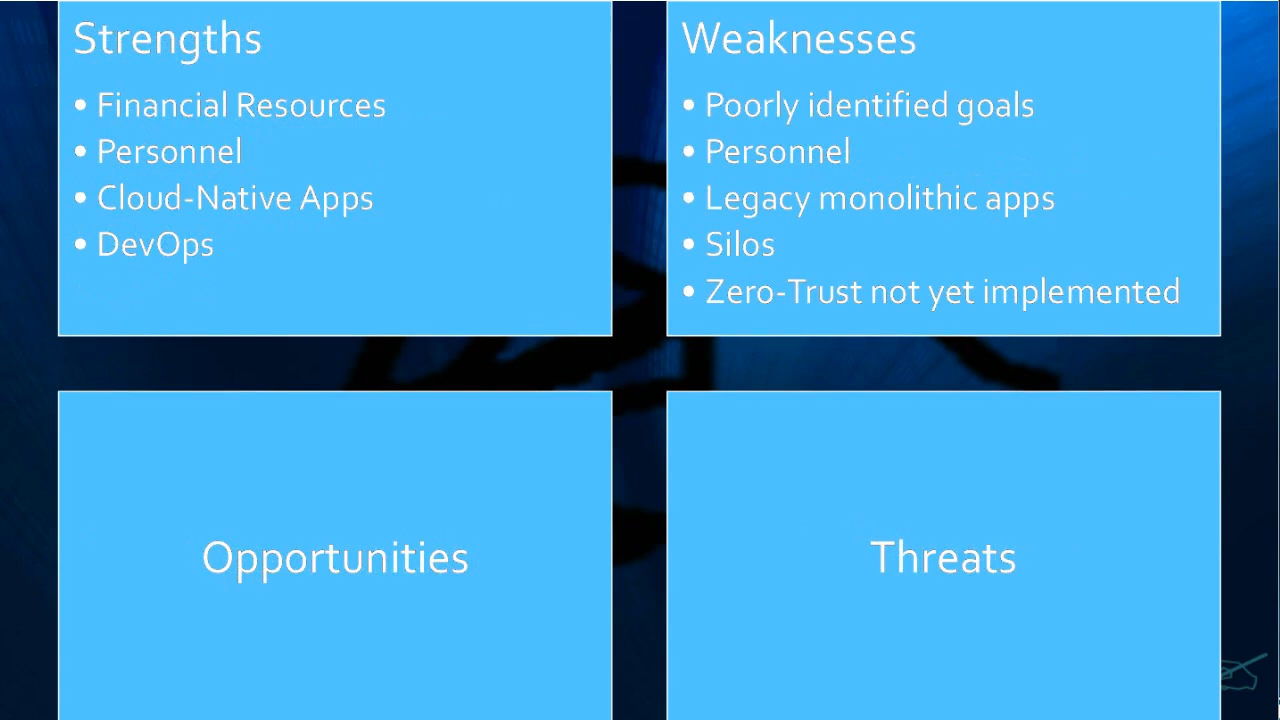 Strengths
• Financial Resources
• Personnel
• Cloud-Native Apps
• DevOps
Weaknesses
• Poorly identified goals
• Personnel
• Legacy monolithic apps
• Silos
• Zero-Trust not yet implemented
Opportunities
Threats